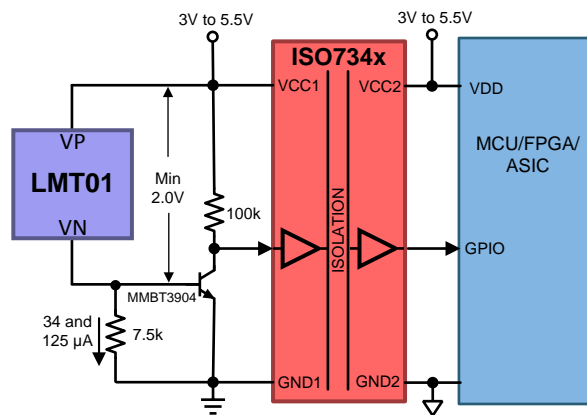 3V to 5.5V
3V to 5.5V
ISO734x
VCC1
VCC2
VDD
VP
LMT01
VN
Min
2.0V
100k
ISOLATION
MCU/FPGA/
ASIC
GPIO
MMBT3904
34 and
125 µA
7.5k
GND1
GND2